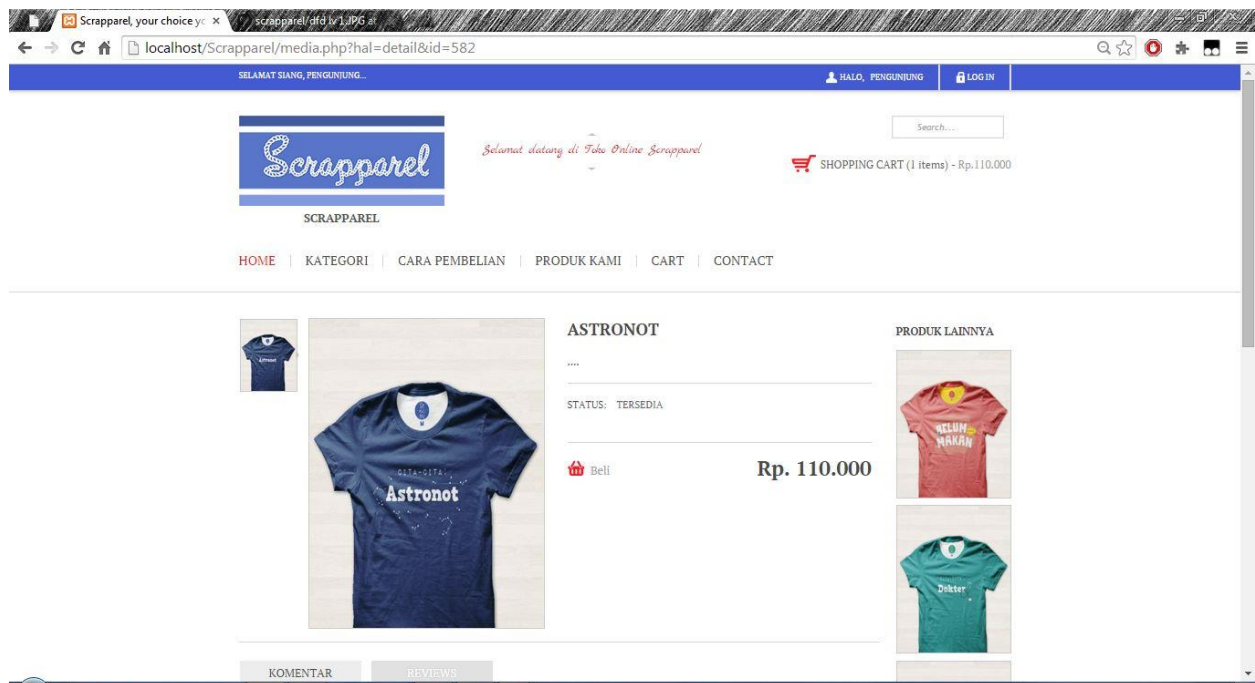 Scrapparel, your choice yo
scrapparel/dfd lv 1.JPG at
localhost/Scrapparel/media.php?hal=detail&id=582
SELAMAT SIANG, PENGUNJUNG...
HALO, PENGUNJUNG
LOG IN
Scrapparel
SCRAPPAREL
Selamat datang di Toko Online Scrapparel
Search...
SHOPPING CART (1 items) - Rp.110.000
HOME
KATEGORI
CARA PEMBELIAN
PRODUK KAMI
CART
CONTACT
Astronot
CITA-CITA:
Astronot
ASTRONOT
....
STATUS: TERSEDIA
Beli
Rp. 110.000
PRODUK LAINNYA
BELUM
MAKAN
Dokter
KOMENTAR
REVIEWS